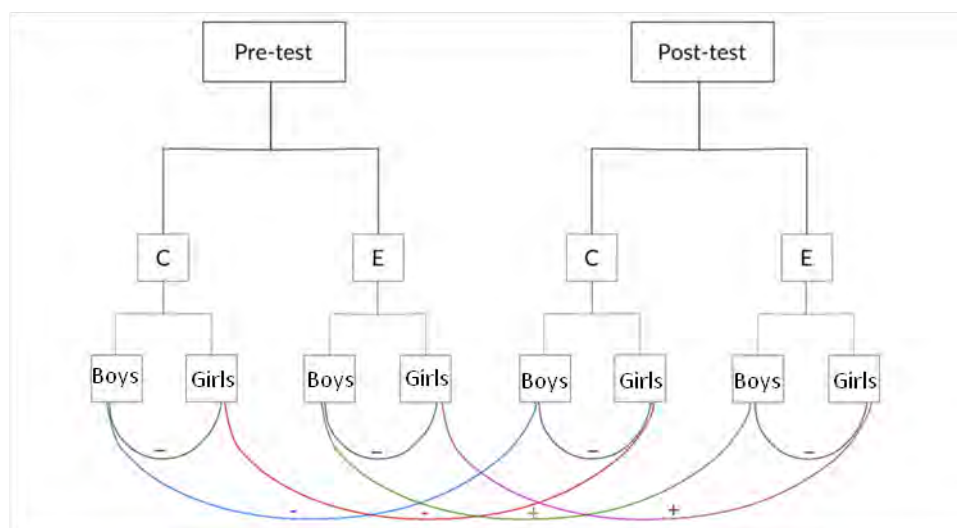 Pre-test Post-test
C E C E
Boys Girls Boys Girls Boys Girls Boys Girls
– – – –
- - + +